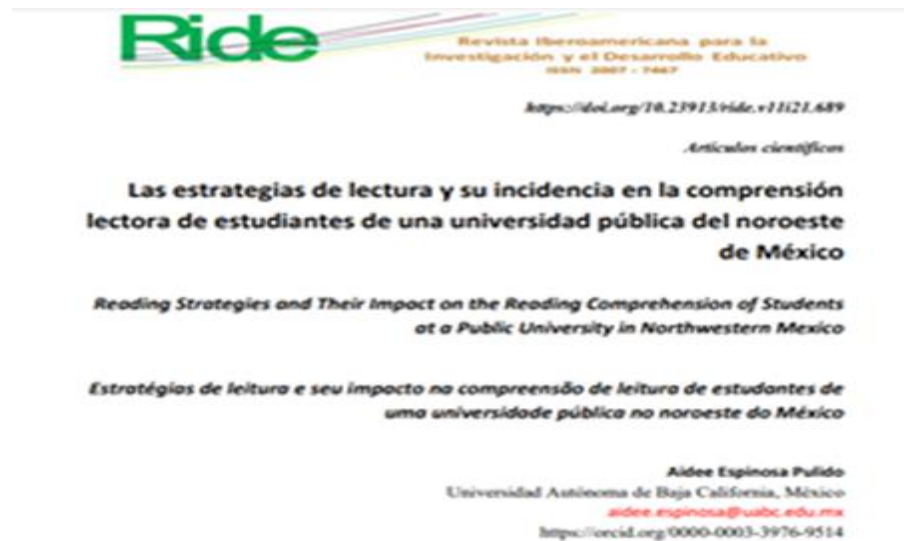 Ride
Revista Iberoamericana para la
Investigación y el Desarrollo Educativo
ISSN 2007 - 7467
https://doi.org/10.23913/ride.v11i21.689
Artículos científicos
Las estrategias de lectura y su incidencia en la comprensión
lectora de estudiantes de una universidad pública del noroeste
de México
Reading Strategies and Their Impact on the Reading Comprehension of Students
at a Public University in Northwestern Mexico
Estratégias de leitura e seu impacto na compreensão de leitura de estudantes de
uma universidade pública no noroeste do México
Aidee Espinosa Pulido
Universidad Autónoma de Baja California, México
aidee.espinosa@uabc.edu.mx
https://orcid.org/0000-0003-3976-9514